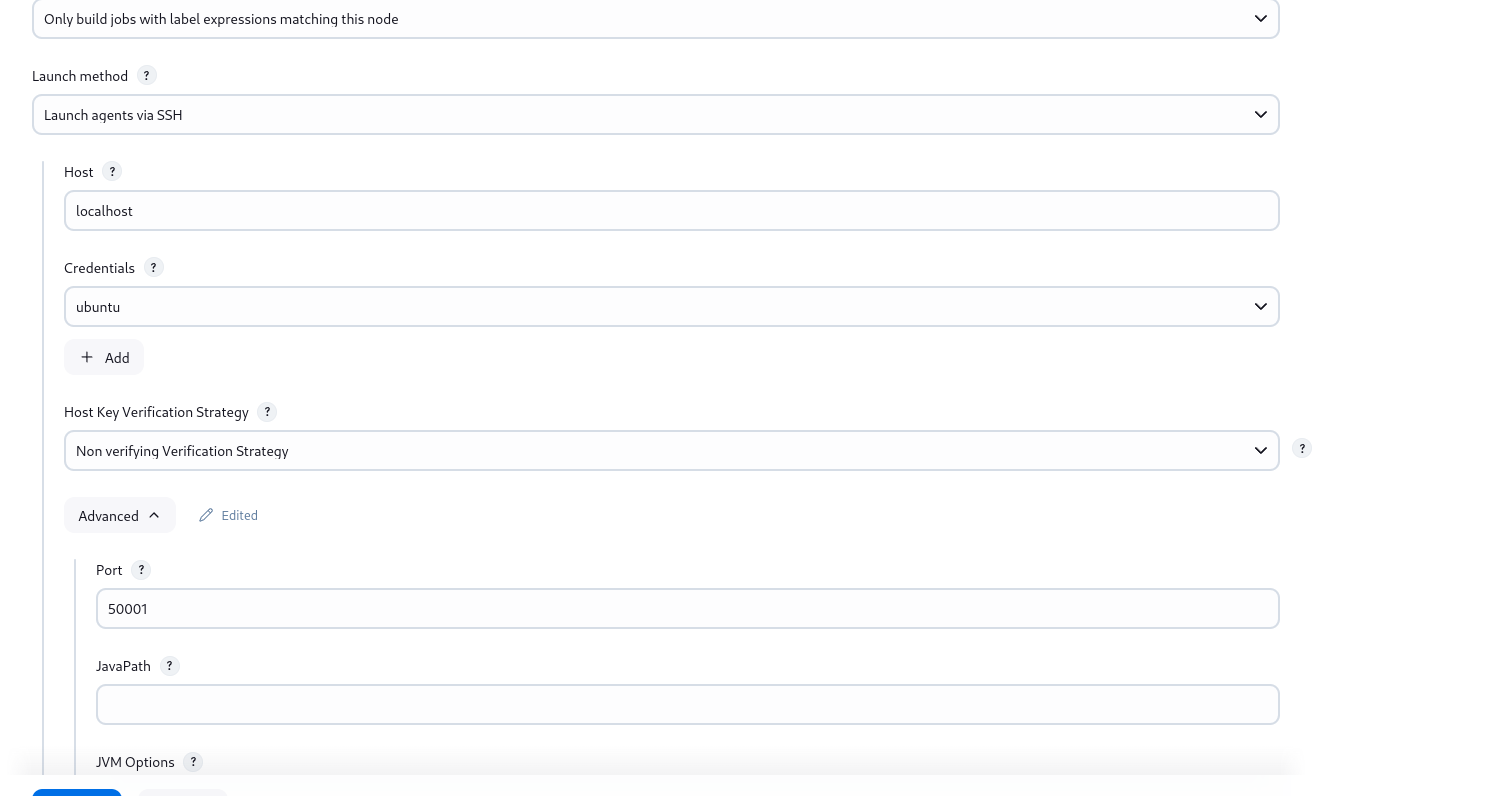 Only build jobs with label expressions matching this node
Launch method ?
Launch agents via SSH
Host ?
localhost
Credentials ?
ubuntu
+ Add
Host Key Verification Strategy ?
Non verifying Verification Strategy ?
Advanced Edited
Port ?
50001
JavaPath ?
JVM Options ?